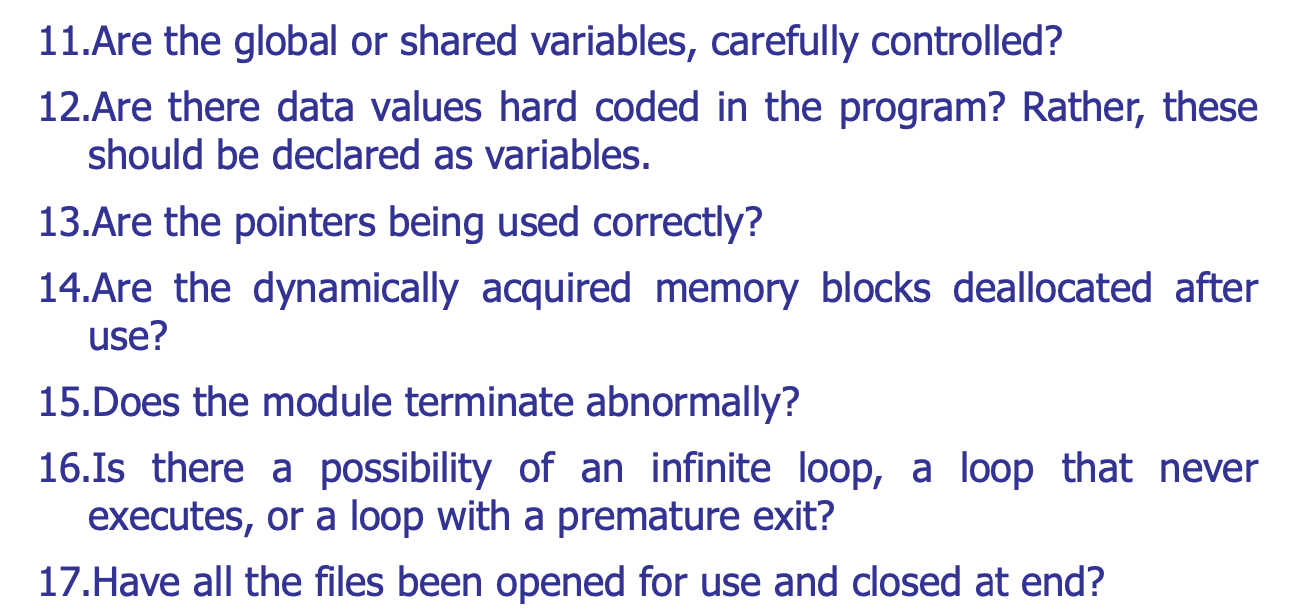 11.Are the global or shared variables, carefully controlled?
12.Are there data values hard coded in the program? Rather, these
should be declared as variables.
13.Are the pointers being used correctly?
14.Are the dynamically acquired memory blocks deallocated after
use?
15.Does the module terminate abnormally?
16.Is there a possibility of an infinite loop, a loop that never
executes, or a loop with a premature exit?
17.Have all the files been opened for use and closed at end?